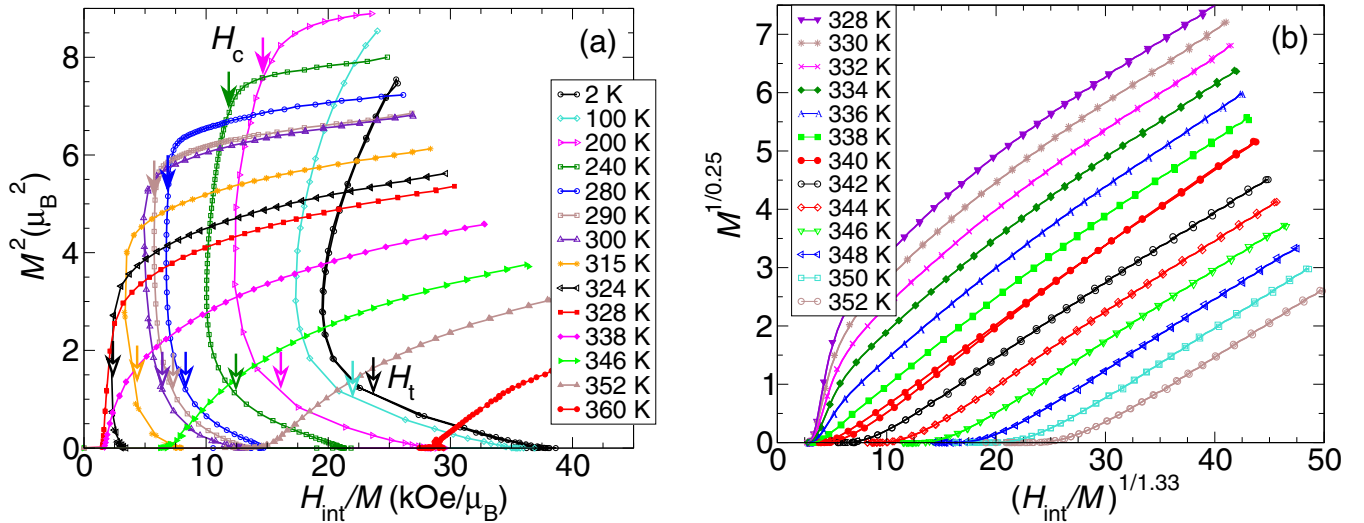 (a)
H_c
8
6
4
2
0
M² (μ_B²)
2 K
100 K
200 K
240 K
280 K
290 K
300 K
315 K
324 K
328 K
338 K
346 K
352 K
360 K
H_t
0 10 20 30 40
H_int/M (kOe/μ_B)
(b)
7
6
5
4
3
2
1
0
M^1/0.25
328 K
330 K
332 K
334 K
336 K
338 K
340 K
342 K
344 K
346 K
348 K
350 K
352 K
0 10 20 30 40 50
(H_int/M)^1/1.33